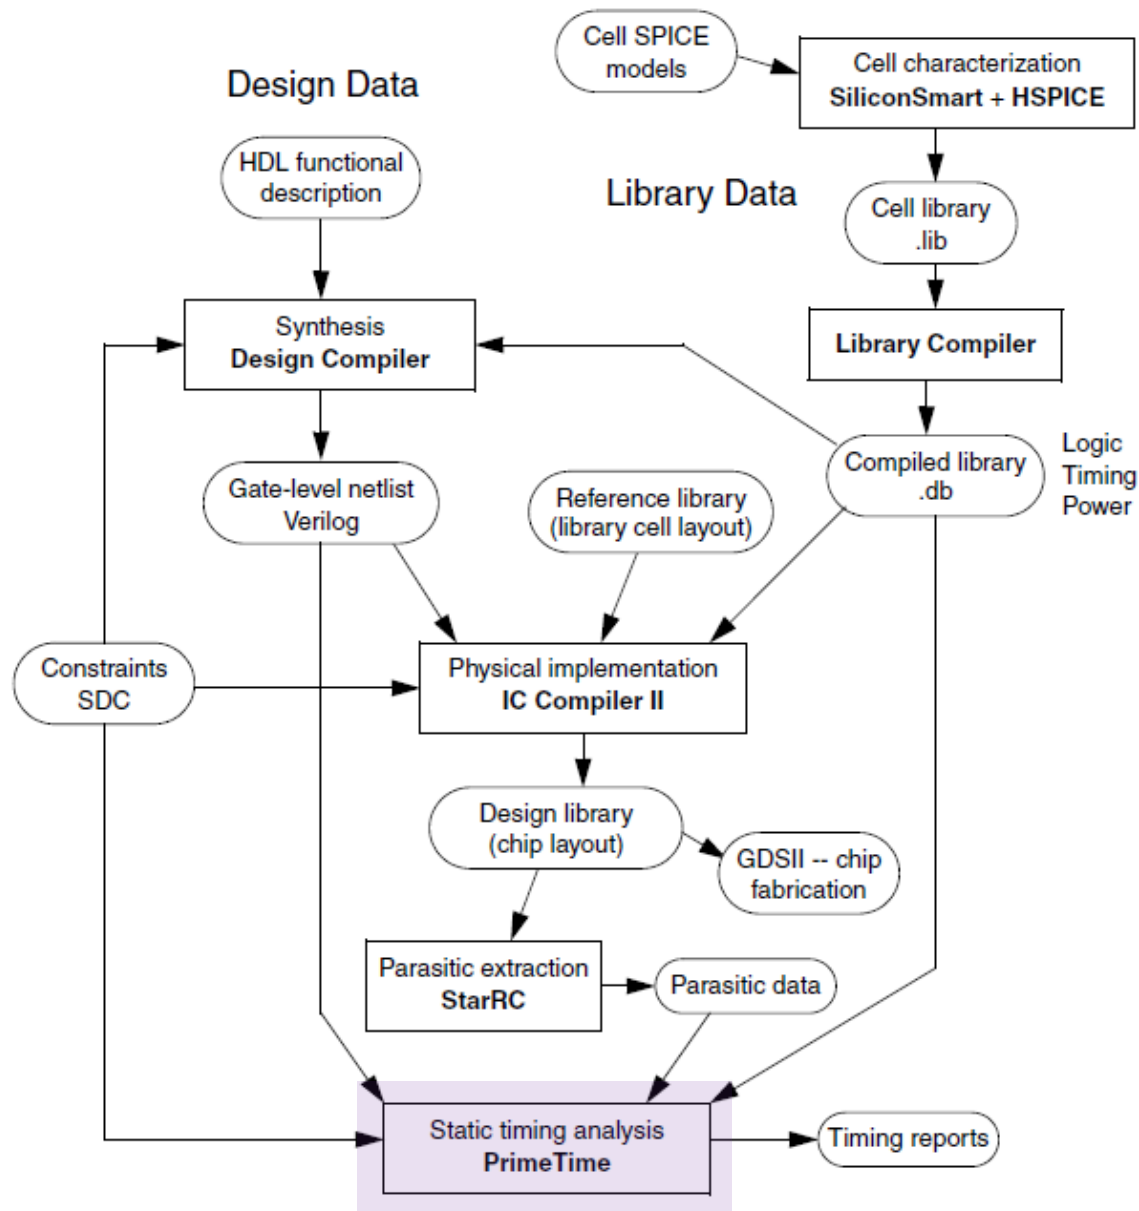 Cell SPICE
models
Cell characterization
SiliconSmart + HSPICE
Design Data
HDL functional
description
Library Data
Cell library
.lib
Synthesis
Design Compiler
Library Compiler
Gate-level netlist
Verilog
Reference library
(library cell layout)
Compiled library
.db
Logic
Timing
Power
Constraints
SDC
Physical implementation
IC Compiler II
Design library
(chip layout)
GDSII -- chip
fabrication
Parasitic extraction
StarRC
Parasitic data
Static timing analysis
PrimeTime
Timing reports